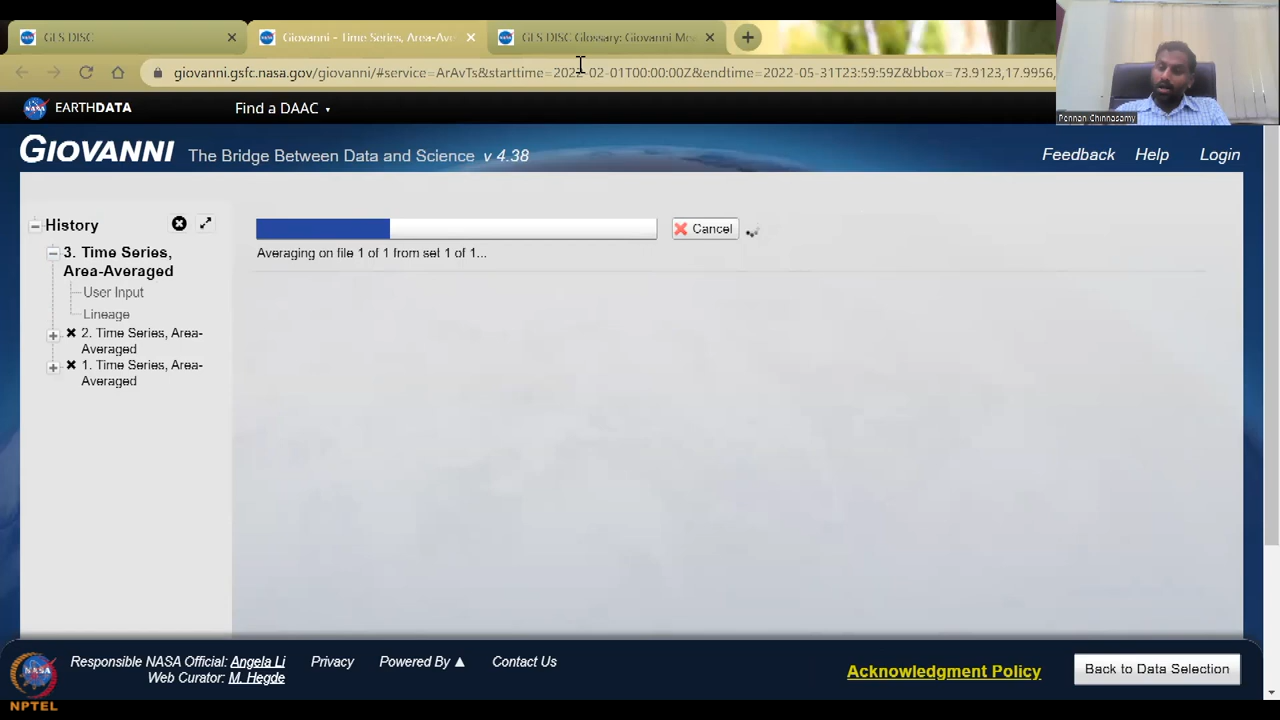 GES DISC
Giovanni - Time Series, Area-Ave
GES DISC Glossary: Giovanni Me
giovanni.gsfc.nasa.gov/giovanni/#service=ArAvTs&starttime=2022-02-01T00:00:00Z&endtime=2022-05-31T23:59:59Z&bbox=73.9123,17.9956,
Pennan Chinnasamy
EARTHDATA
Find a DAAC
GIOVANNI The Bridge Between Data and Science v 4.38
Feedback Help Login
History
3. Time Series,
Area-Averaged
User Input
Lineage
2. Time Series, Area-
Averaged
1. Time Series, Area-
Averaged
Cancel
Averaging on file 1 of 1 from set 1 of 1...
Responsible NASA Official: Angela Li
Web Curator: M. Hegde
Privacy
Powered By
Contact Us
Acknowledgment Policy
Back to Data Selection
NASA
NPTEL